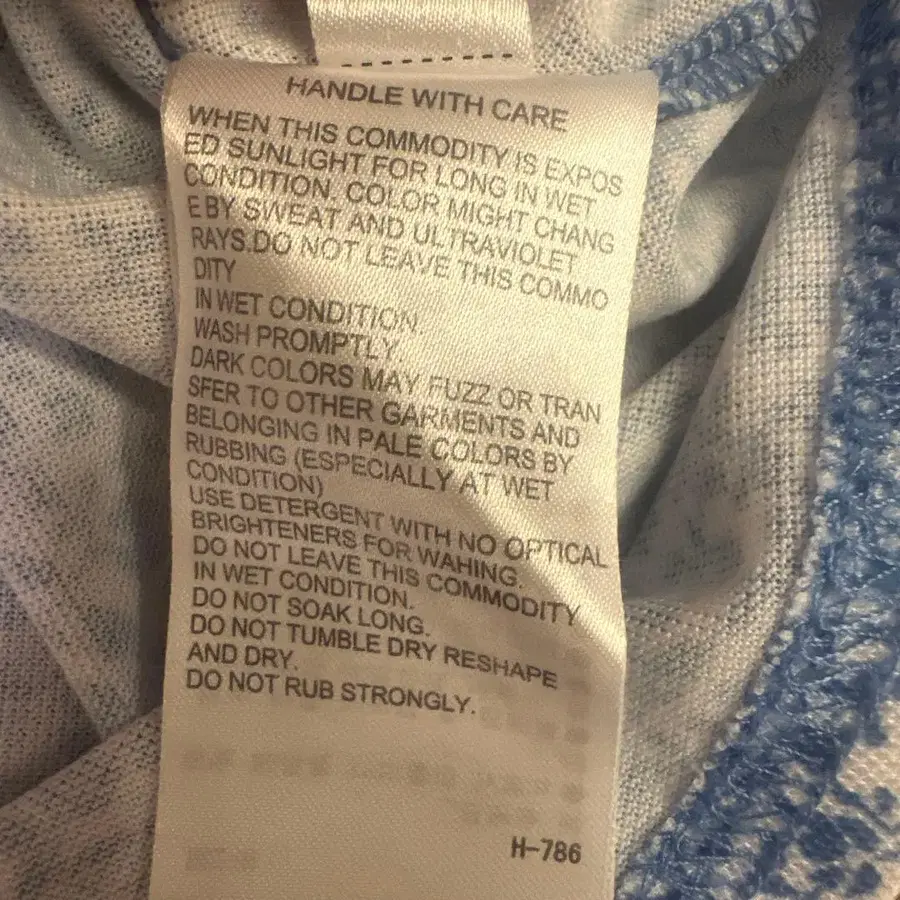 HANDLE WITH CARE
WHEN THIS COMMODITY IS EXPOS
ED SUNLIGHT FOR LONG IN WET
CONDITION. COLOR MIGHT CHANG
E BY SWEAT AND ULTRAVIOLET
RAYS.DO NOT LEAVE THIS COMMO
DITY
IN WET CONDITION.
WASH PROMPTLY.
DARK COLORS MAY FUZZ OR TRAN
SFER TO OTHER GARMENTS AND
BELONGING IN PALE COLORS BY
RUBBING (ESPECIALLY AT WET
CONDITION)
USE DETERGENT WITH NO OPTICAL
BRIGHTENERS FOR WAHING.
DO NOT LEAVE THIS COMMODITY
IN WET CONDITION.
DO NOT SOAK LONG.
DO NOT TUMBLE DRY RESHAPE
AND DRY.
DO NOT RUB STRONGLY.
H-786